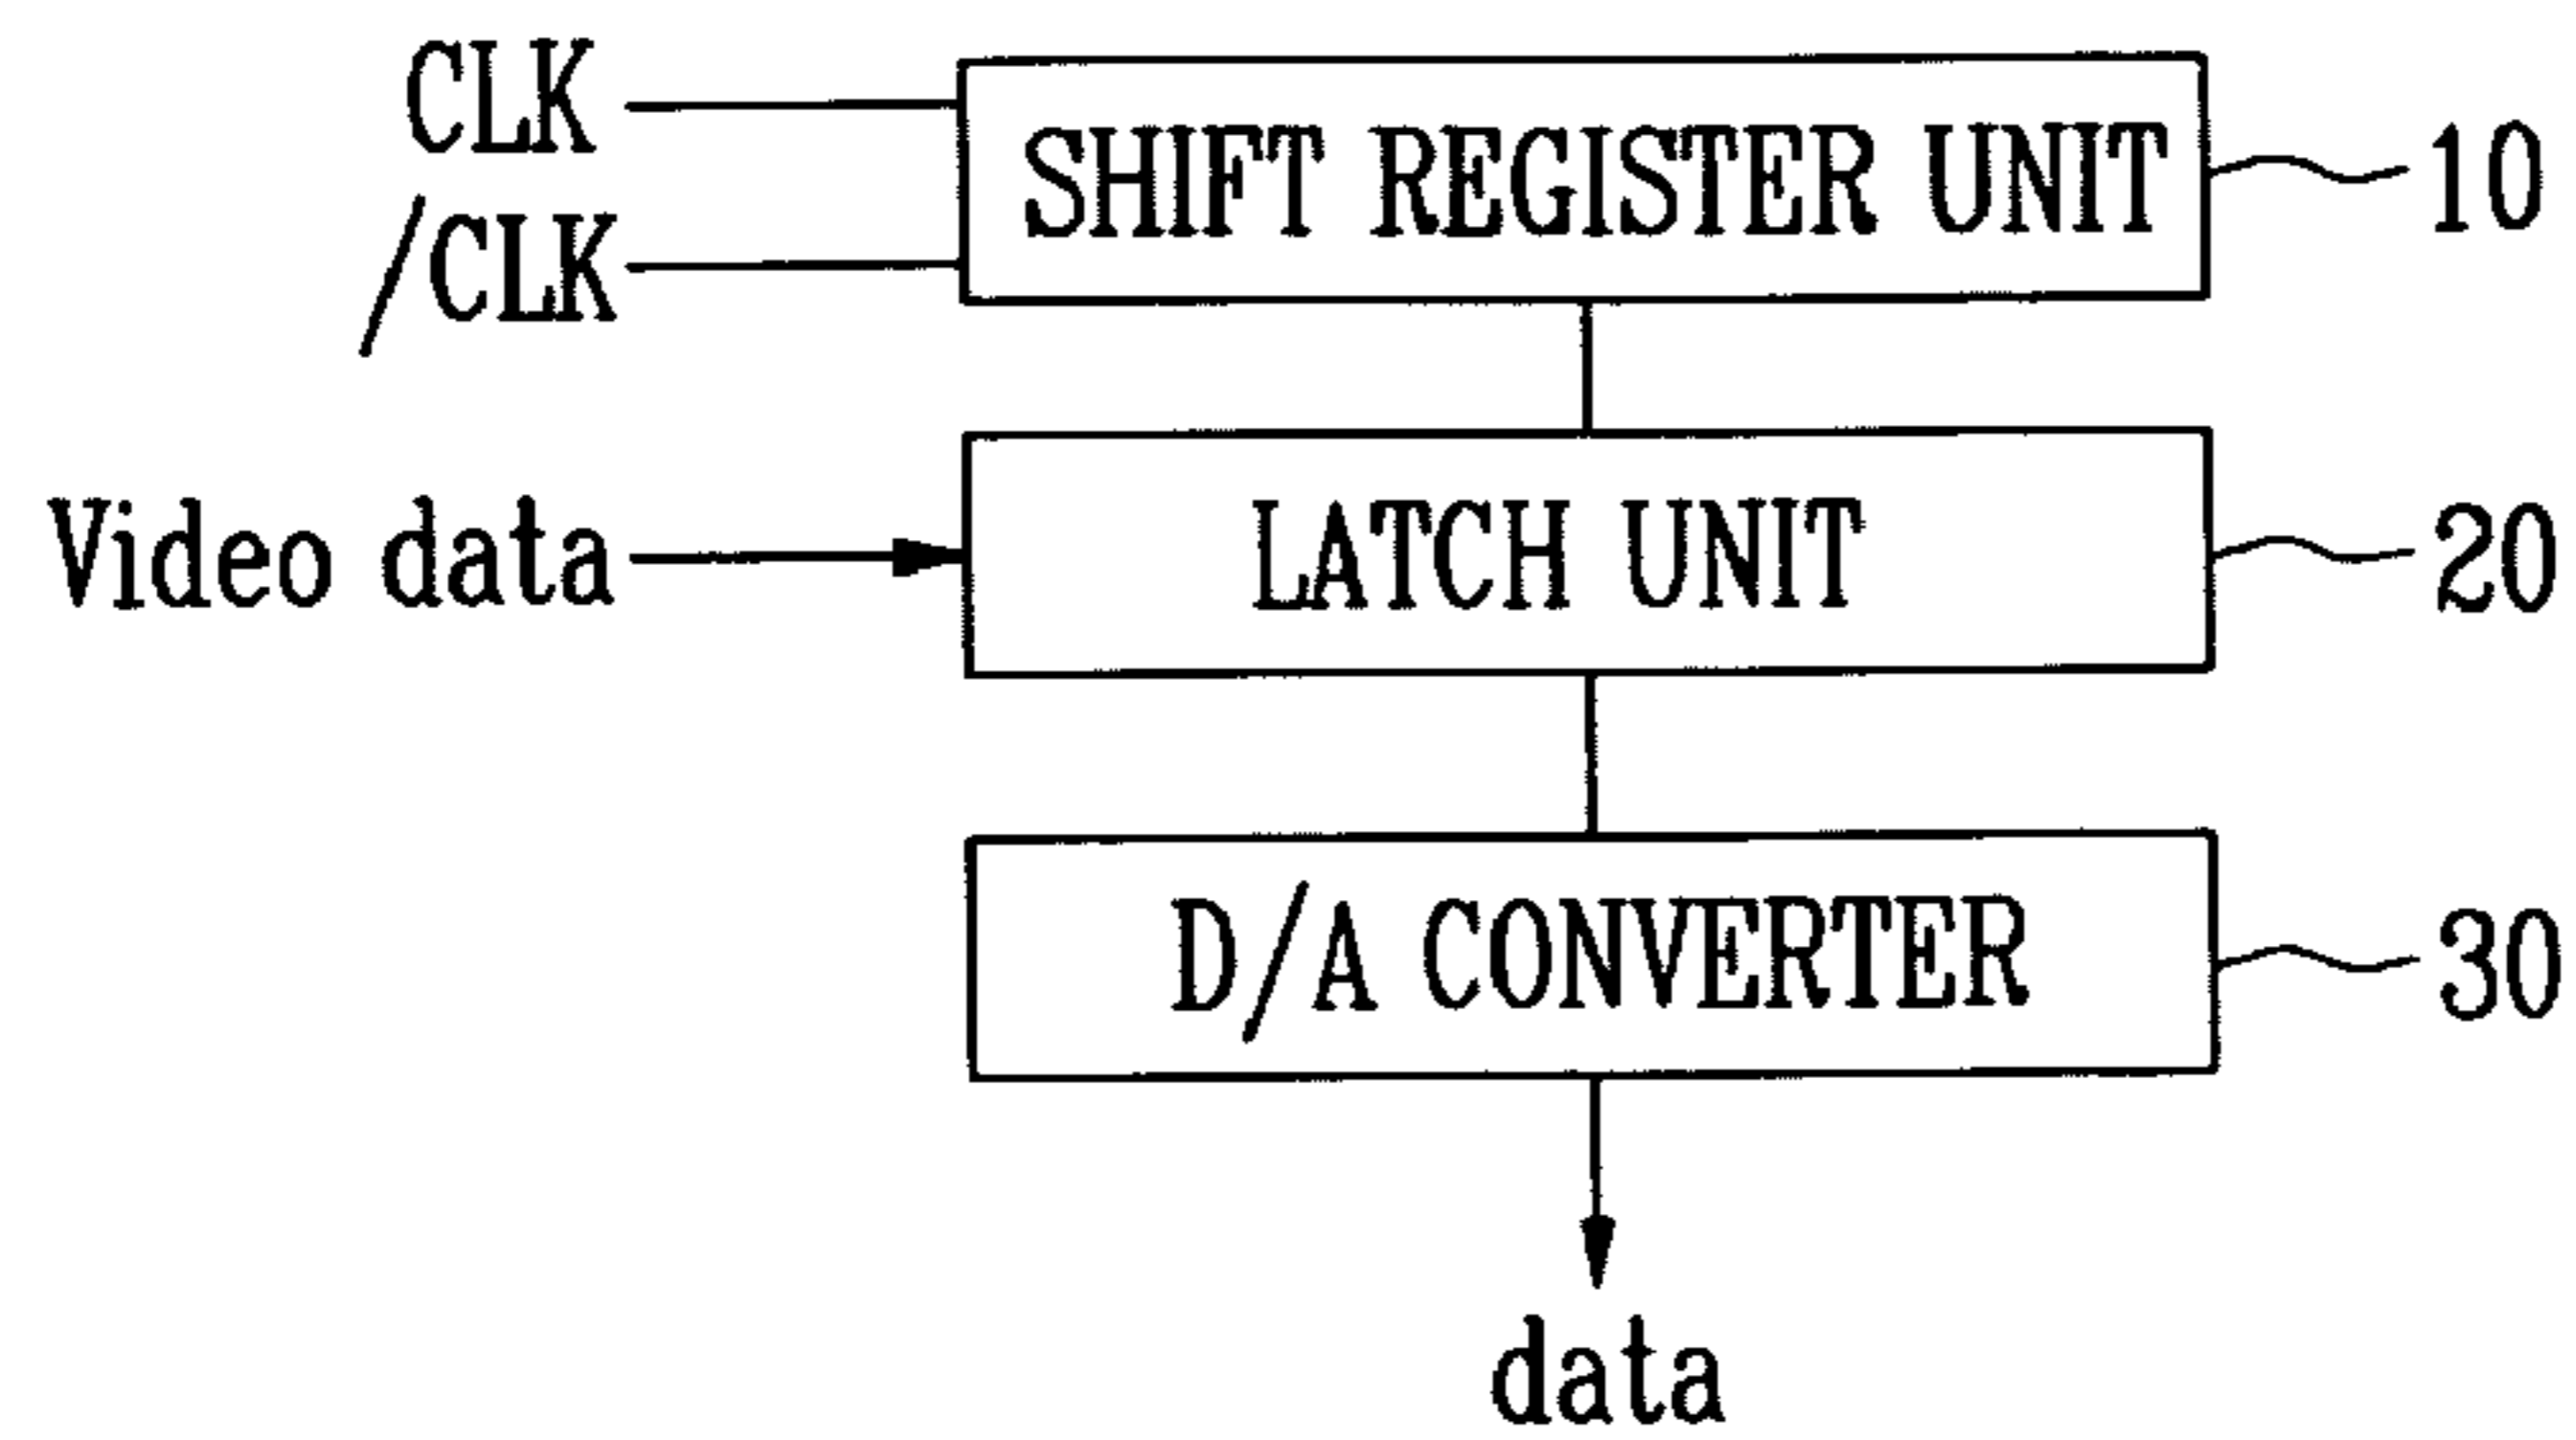 CLK
SHIFT REGISTER UNIT
10
/CLK
Video data
LATCH UNIT
20
D/A CONVERTER
30
data